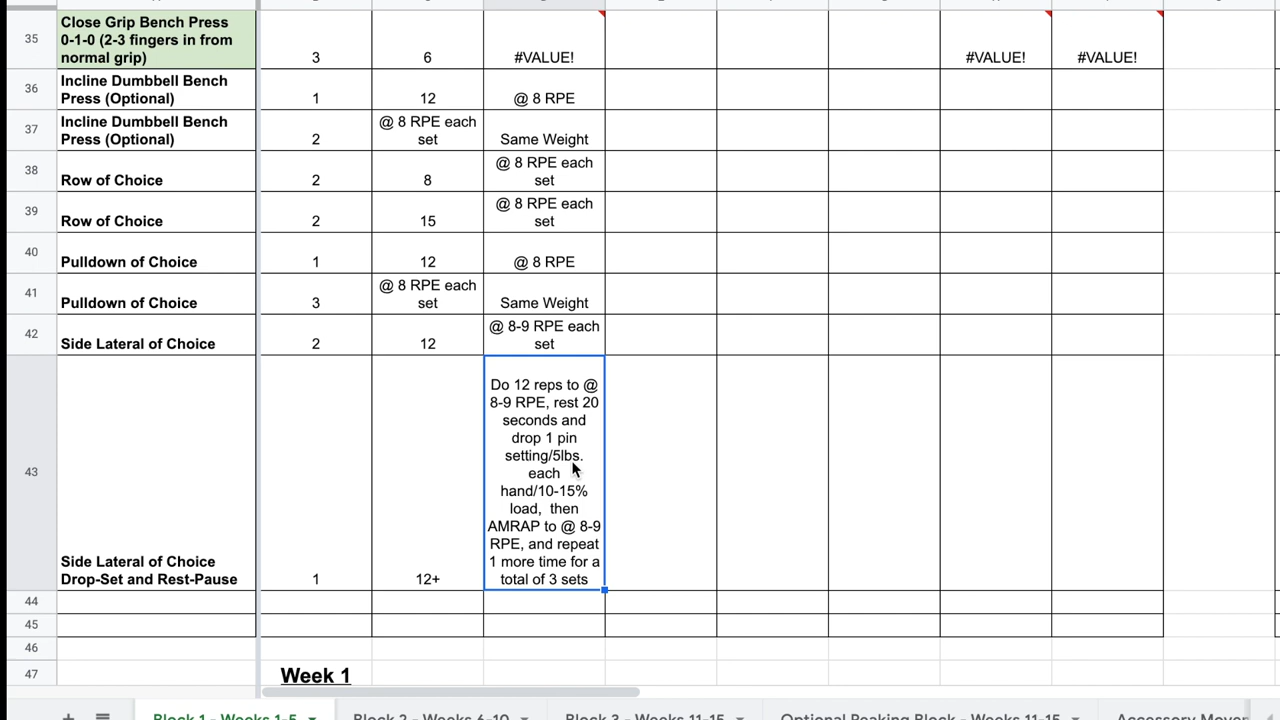 35
Close Grip Bench Press
0-1-0 (2-3 fingers in from
normal grip)
3
6
#VALUE!
#VALUE!
#VALUE!
36
Incline Dumbbell Bench
Press (Optional)
1
12
@ 8 RPE
37
Incline Dumbbell Bench
Press (Optional)
2
@ 8 RPE each
set
Same Weight
38
Row of Choice
2
8
@ 8 RPE each
set
39
Row of Choice
2
15
@ 8 RPE each
set
40
Pulldown of Choice
1
12
@ 8 RPE
41
Pulldown of Choice
3
@ 8 RPE each
set
Same Weight
42
Side Lateral of Choice
2
12
@ 8-9 RPE each
set
43
Side Lateral of Choice
Drop-Set and Rest-Pause
1
12+
Do 12 reps to @
8-9 RPE, rest 20
seconds and
drop 1 pin
setting/5lbs.
each
hand/10-15%
load, then
AMRAP to @ 8-9
RPE, and repeat
1 more time for a
total of 3 sets
44
45
46
47
Week 1
Block 1 - Weeks 1-5
Block 2 - Weeks 6-10
Block 3 - Weeks 11-15
Optional Peaking Block - Weeks 11-15
Accessory Mover